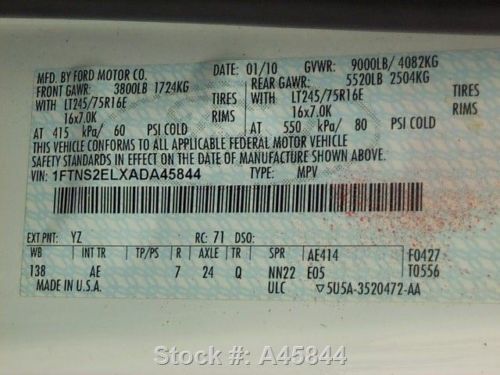 MFD. BY FORD MOTOR CO. DATE: 01/10 GVWR: 9000LB/ 4082KG
FRONT GAWR: 3800LB 1724KG REAR GAWR: 5520LB 2504KG
WITH LT245/75R16E TIRES WITH LT245/75R16E TIRES
16x7.0K RIMS 16x7.0K RIMS
AT 415 kPa/ 60 PSI COLD AT 550 kPa/ 80 PSI COLD
THIS VEHICLE CONFORMS TO ALL APPLICABLE FEDERAL MOTOR VEHICLE
SAFETY STANDARDS IN EFFECT ON THE DATE OF MANUFACTURE SHOWN ABOVE.
VIN: 1FTNS2ELXADA45844 TYPE: MPV
EXT PNT: YZ RC: 71 DSO:
WB INT TR TP/PS R AXLE TR SPR AE414 F0427
138 AE 7 24 Q NN22 E05 T0556
MADE IN U.S.A. ULC ▽5U5A-3520472-AA
Stock #: A45844